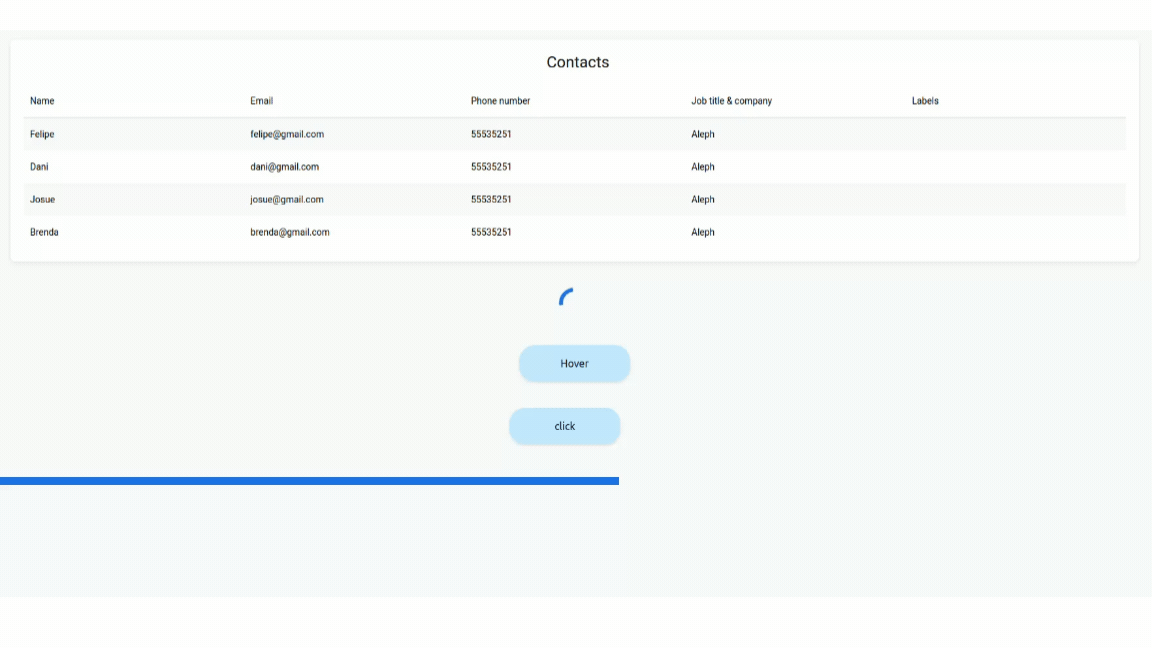 Contacts
Name Email Phone number Job title & company Labels
Felipe felipe@gmail.com 55535251 Aleph
Dani dani@gmail.com 55535251 Aleph
Josue josue@gmail.com 55535251 Aleph
Brenda brenda@gmail.com 55535251 Aleph
Hover
click